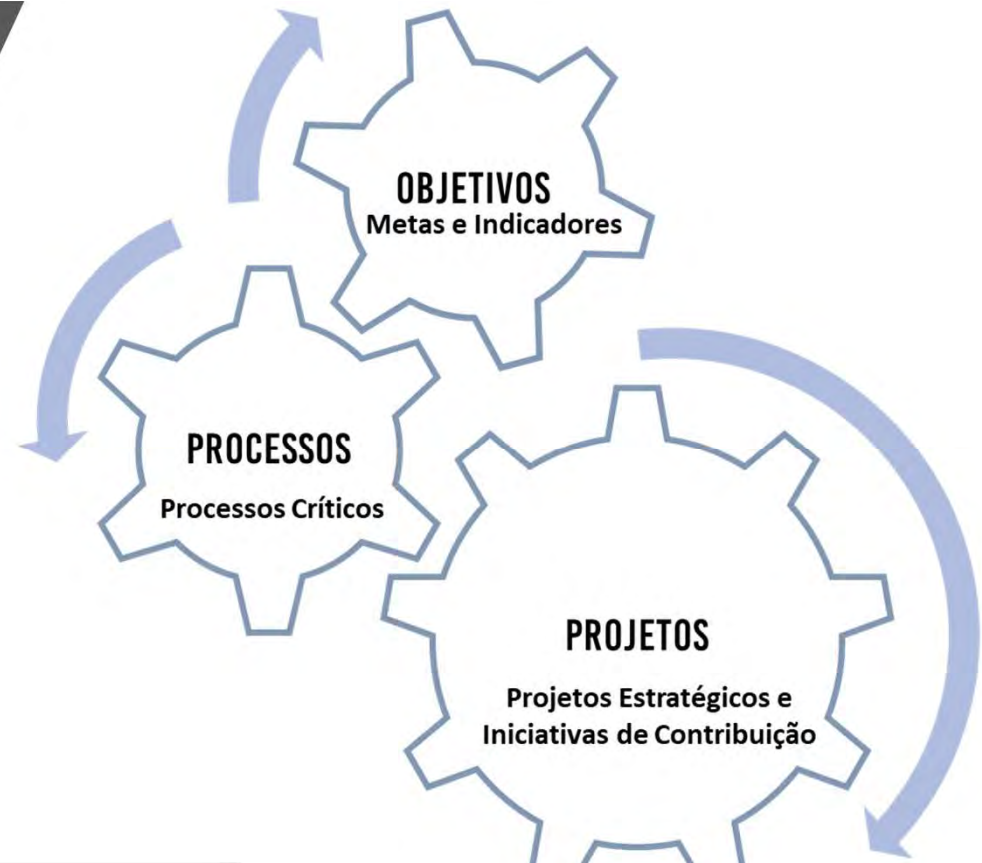 OBJETIVOS
Metas e Indicadores
PROCESSOS
Processos Críticos
PROJETOS
Projetos Estratégicos e
Iniciativas de Contribuição